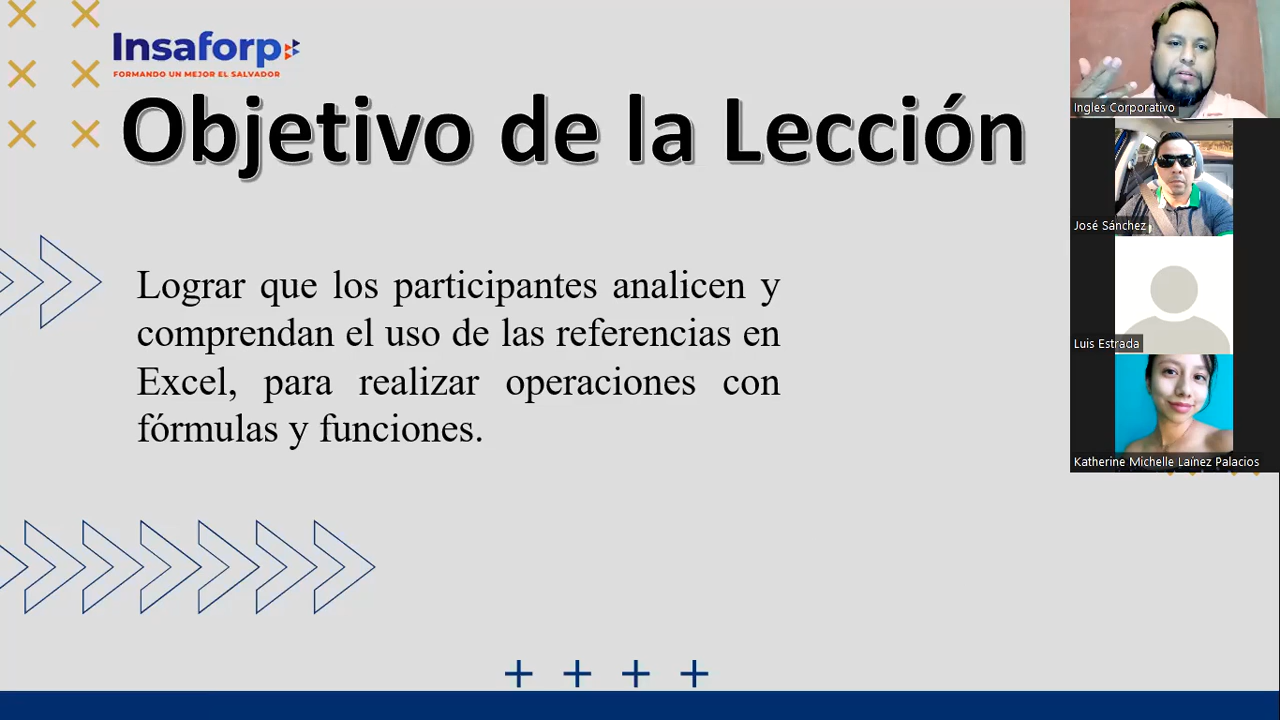 Insaforp
FORMANDO UN MEJOR EL SALVADOR
Objetivo de la Lección
Lograr que los participantes analicen y
comprendan el uso de las referencias en
Excel, para realizar operaciones con
fórmulas y funciones.
Ingles Corporativo
José Sánchez
Luis Estrada
Katherine Michelle Laínez Palacios